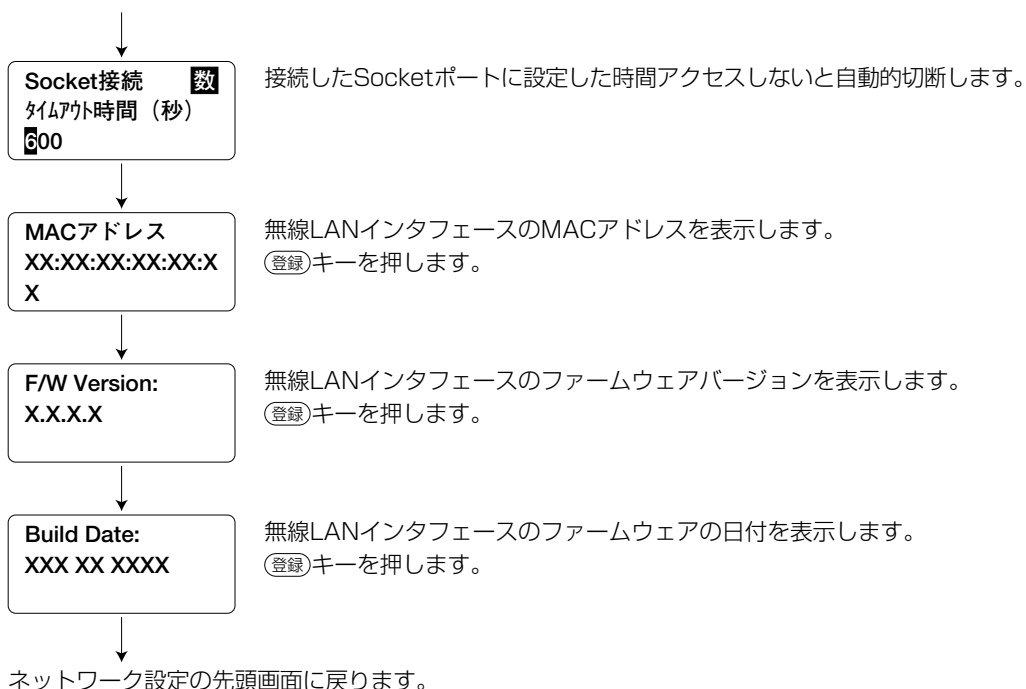 Socket接続 数
ﾀｲﾑｱｳﾄ時間（秒）
600
接続したSocketポートに設定した時間アクセスしないと自動的切断します。
MACアドレス
XX:XX:XX:XX:XX:X
X
無線LANインタフェースのMACアドレスを表示します。
登録キーを押します。
F/W Version:
X.X.X.X
無線LANインタフェースのファームウェアバージョンを表示します。
登録キーを押します。
Build Date:
XXX XX XXXX
無線LANインタフェースのファームウェアの日付を表示します。
登録キーを押します。
ネットワーク設定の先頭画面に戻ります。